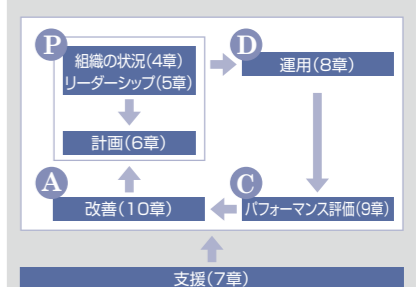 P
組織の状況(4章)
リーダーシップ(5章)
計画(6章)
D
運用(8章)
C
パフォーマンス評価(9章)
A
改善(10章)
支援(7章)